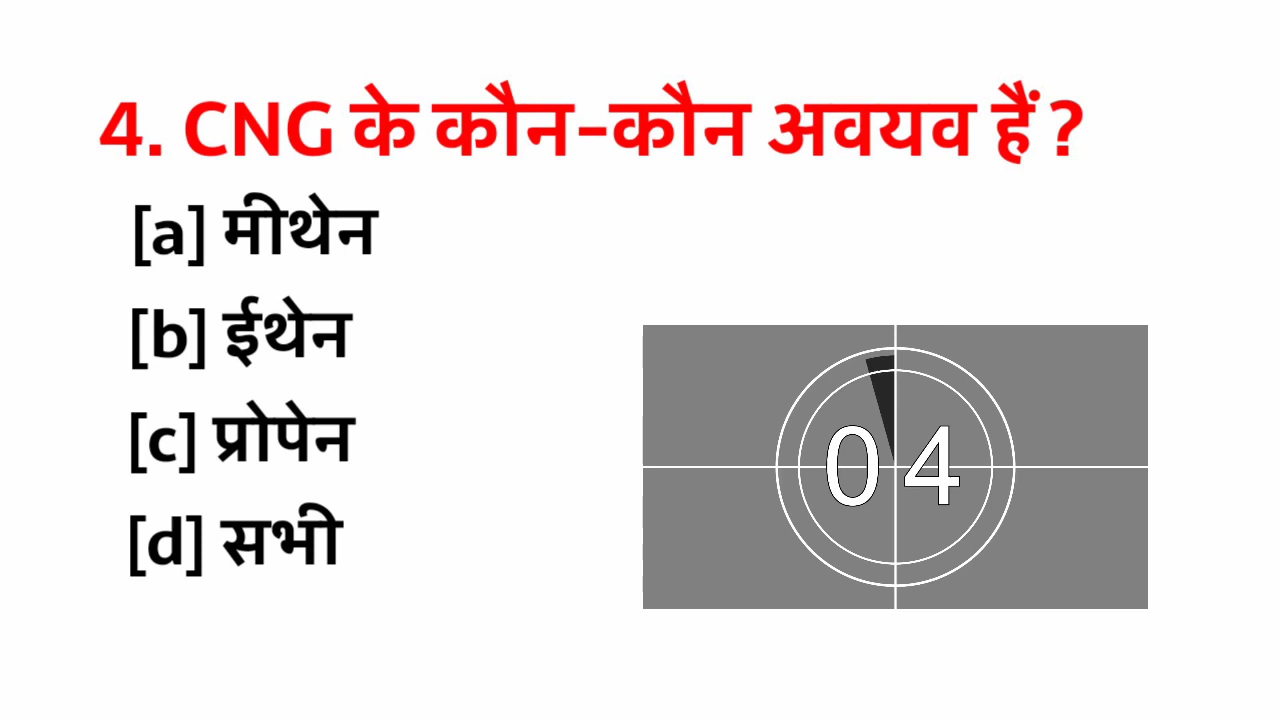 4. CNG के कौन-कौन अवयव हैं ?
[a] मीथेन
[b] ईथेन
[c] प्रोपेन
[d] सभी
04